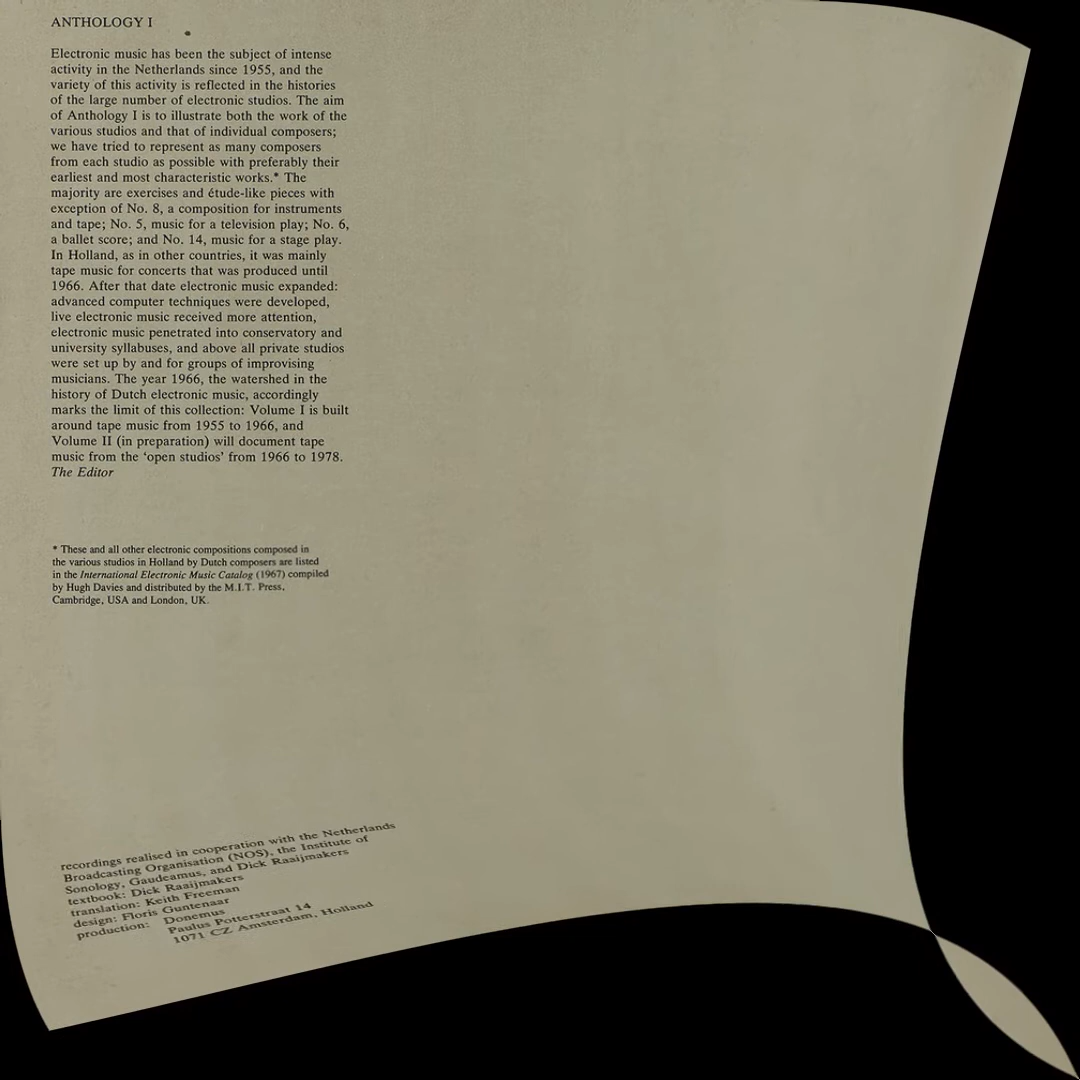 ANTHOLOGY I
Electronic music has been the subject of intense
activity in the Netherlands since 1955, and the
variety of this activity is reflected in the histories
of the large number of electronic studios. The aim
of Anthology I is to illustrate both the work of the
various studios and that of individual composers;
we have tried to represent as many composers
from each studio as possible with preferably their
earliest and most characteristic works.* The
majority are exercises and étude-like pieces with
exception of No. 8, a composition for instruments
and tape; No. 5, music for a television play; No. 6,
a ballet score; and No. 14, music for a stage play.
In Holland, as in other countries, it was mainly
tape music for concerts that was produced until
1966. After that date electronic music expanded:
advanced computer techniques were developed,
live electronic music received more attention,
electronic music penetrated into conservatory and
university syllabuses, and above all private studios
were set up by and for groups of improvising
musicians. The year 1966, the watershed in the
history of Dutch electronic music, accordingly
marks the limit of this collection: Volume I is built
around tape music from 1955 to 1966, and
Volume II (in preparation) will document tape
music from the ‘open studios’ from 1966 to 1978.
The Editor
* These and all other electronic compositions composed in
the various studios in Holland by Dutch composers are listed
in the International Electronic Music Catalog (1967) compiled
by Hugh Davies and distributed by the M.I.T. Press,
Cambridge, USA and London, UK.
recordings realised in cooperation with the Netherlands
Broadcasting Organisation (NOS), the Institute of
Sonology, Gaudeamus, and Dick Raaijmakers
textbook: Dick Raaijmakers
translation: Keith Freeman
design: Floris Guntenaar
production: Donemus
Paulus Potterstraat 14
1071 CZ Amsterdam, Holland